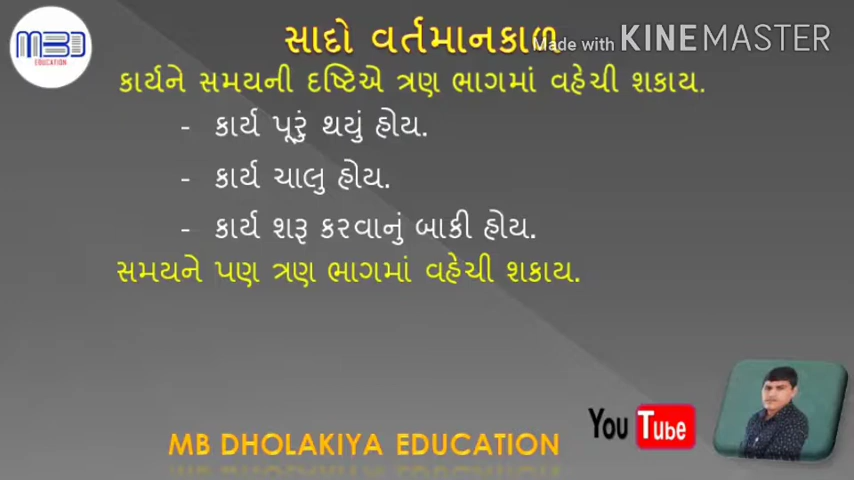 સાદો વર્તમાનકાળ
Made with KINEMASTER
MBD
EDUCATION
કાર્યને સમયની દષ્ટિએ ત્રણ ભાગમાં વહેચી શકાય.
- કાર્ય પૂરું થયું હોય.
- કાર્ય ચાલુ હોય.
- કાર્ય શરૂ કરવાનું બાકી હોય.
સમયને પણ ત્રણ ભાગમાં વહેચી શકાય.
You Tube
MB DHOLAKIYA EDUCATION